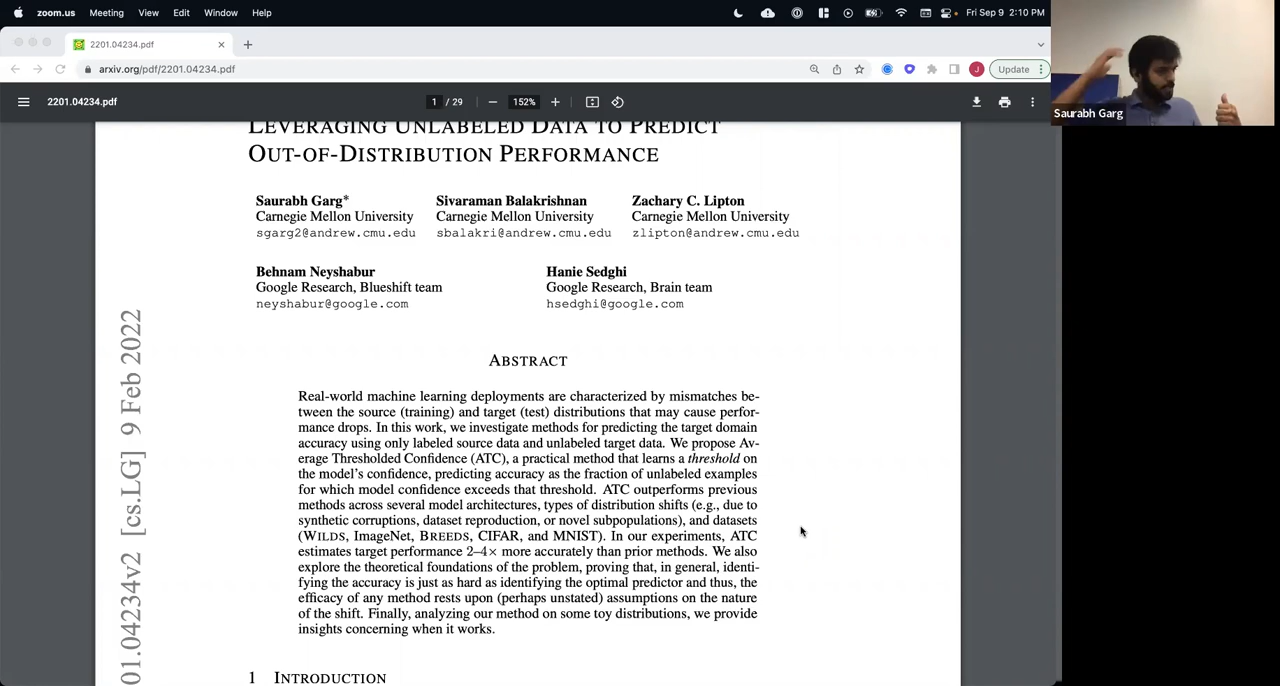 zoom.us Meeting View Edit Window Help
Fri Sep 9 2:10 PM
2201.04234.pdf
arxiv.org/pdf/2201.04234.pdf
J
Update
2201.04234.pdf
1 / 29
152%
Saurabh Garg
LEVERAGING UNLABELED DATA TO PREDICT
OUT-OF-DISTRIBUTION PERFORMANCE
Saurabh Garg* Sivaraman Balakrishnan Zachary C. Lipton
Carnegie Mellon University Carnegie Mellon University Carnegie Mellon University
sgarg2@andrew.cmu.edu sbalakri@andrew.cmu.edu zlipton@andrew.cmu.edu
Behnam Neyshabur Hanie Sedghi
Google Research, Blueshift team Google Research, Brain team
neyshabur@google.com hsedghi@google.com
ABSTRACT
Real-world machine learning deployments are characterized by mismatches be-
tween the source (training) and target (test) distributions that may cause perfor-
mance drops. In this work, we investigate methods for predicting the target domain
accuracy using only labeled source data and unlabeled target data. We propose Av-
erage Thresholded Confidence (ATC), a practical method that learns a threshold on
the model's confidence, predicting accuracy as the fraction of unlabeled examples
for which model confidence exceeds that threshold. ATC outperforms previous
methods across several model architectures, types of distribution shifts (e.g., due to
synthetic corruptions, dataset reproduction, or novel subpopulations), and datasets
(WILDS, ImageNet, BREEDS, CIFAR, and MNIST). In our experiments, ATC
estimates target performance 2–4× more accurately than prior methods. We also
explore the theoretical foundations of the problem, proving that, in general, identi-
fying the accuracy is just as hard as identifying the optimal predictor and thus, the
efficacy of any method rests upon (perhaps unstated) assumptions on the nature
of the shift. Finally, analyzing our method on some toy distributions, we provide
insights concerning when it works.
1 INTRODUCTION
01.04234v2 [cs.LG] 9 Feb 2022